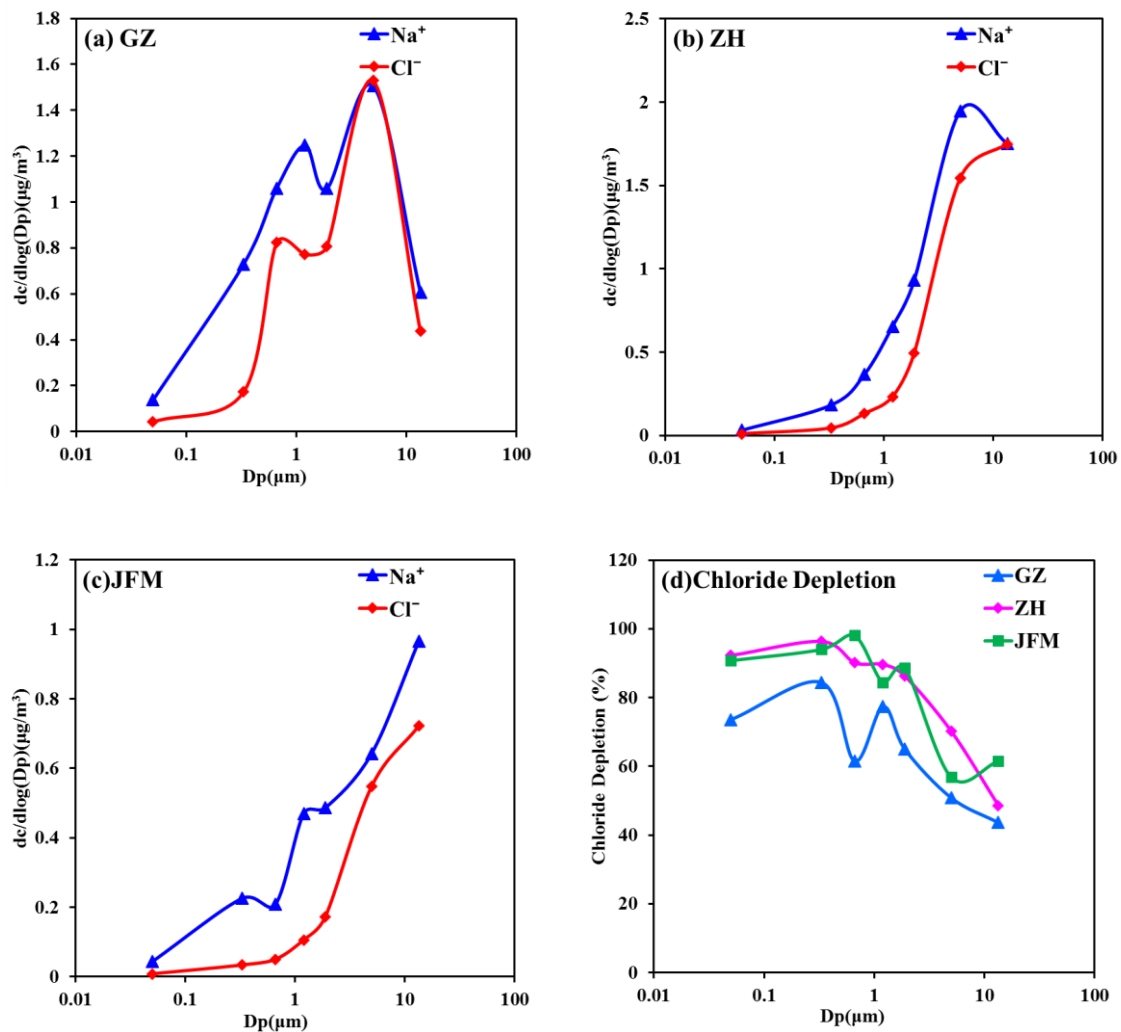 (a) GZ
Na⁺
Cl⁻
1.8
1.6
1.4
1.2
1
0.8
0.6
0.4
0.2
0
dc/dlog(Dp)(μg/m³)
0.01 0.1 1 10 100
Dp(μm)
(b) ZH
Na⁺
Cl⁻
2.5
2
1.5
1
0.5
0
dc/dlog(Dp)(μg/m³)
0.01 0.1 1 10 100
Dp(μm)
(c)JFM
Na⁺
Cl⁻
1.2
1
0.8
0.6
0.4
0.2
0
dc/dlog(Dp)(μg/m³)
0.01 0.1 1 10 100
Dp(μm)
(d)Chloride Depletion
GZ
ZH
JFM
120
100
80
60
40
20
0
Chloride Depletion (%)
0.01 0.1 1 10 100
Dp(μm)